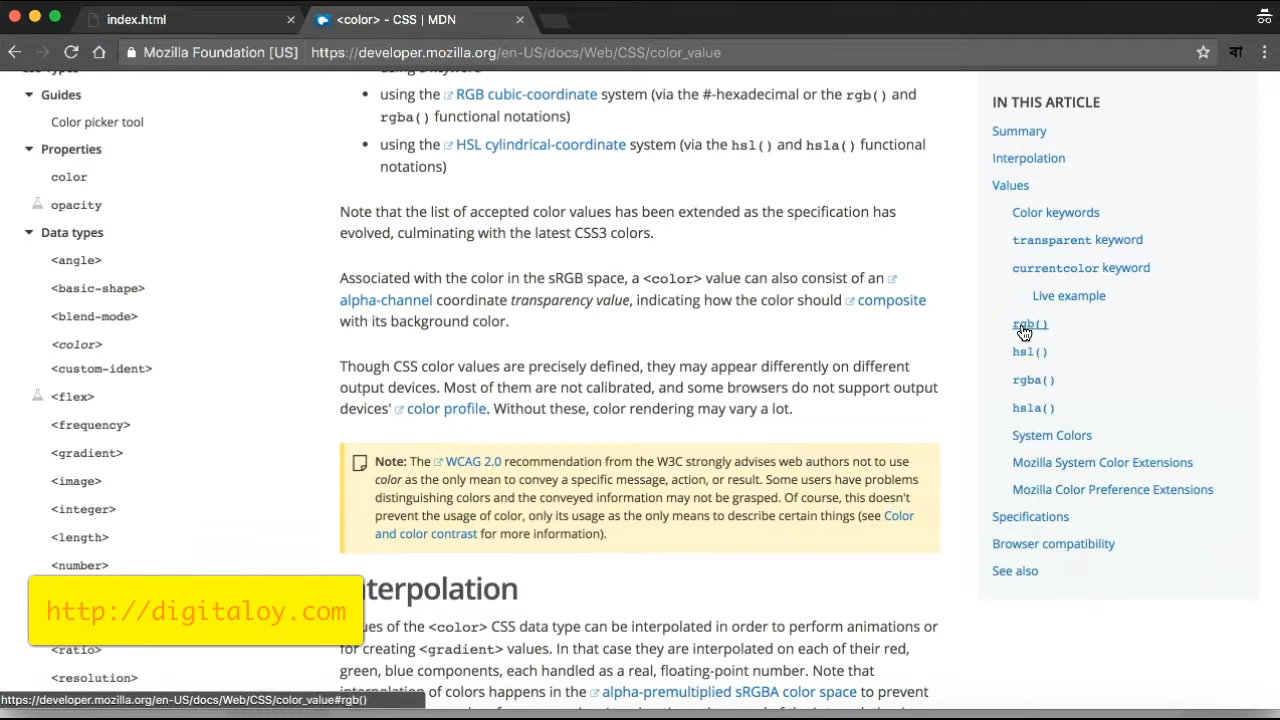 index.html
<color> - CSS | MDN
Mozilla Foundation [US]
https://developer.mozilla.org/en-US/docs/Web/CSS/color_value
Guides
Color picker tool
Properties
color
opacity
Data types
<angle>
<basic-shape>
<blend-mode>
<color>
<custom-ident>
<flex>
<frequency>
<gradient>
<image>
<integer>
<length>
<number>
<ratio>
<resolution>
using the RGB cubic-coordinate system (via the #-hexadecimal or the rgb() and
rgba() functional notations)
using the HSL cylindrical-coordinate system (via the hsl() and hsla() functional
notations)
Note that the list of accepted color values has been extended as the specification has
evolved, culminating with the latest CSS3 colors.
Associated with the color in the sRGB space, a <color> value can also consist of an
alpha-channel coordinate transparency value, indicating how the color should composite
with its background color.
Though CSS color values are precisely defined, they may appear differently on different
output devices. Most of them are not calibrated, and some browsers do not support output
devices' color profile. Without these, color rendering may vary a lot.
Note: The WCAG 2.0 recommendation from the W3C strongly advises web authors not to use
color as the only mean to convey a specific message, action, or result. Some users have problems
distinguishing colors and the conveyed information may not be grasped. Of course, this doesn't
prevent the usage of color, only its usage as the only means to describe certain things (see Color
and color contrast for more information).
terpolation
ues of the <color> CSS data type can be interpolated in order to perform animations or
for creating <gradient> values. In that case they are interpolated on each of their red,
green, blue components, each handled as a real, floating-point number. Note that
interpolation of colors happens in the alpha-premultiplied sRGBA color space to prevent
IN THIS ARTICLE
Summary
Interpolation
Values
Color keywords
transparent keyword
currentcolor keyword
Live example
rgb()
hsl()
rgba()
hsla()
System Colors
Mozilla System Color Extensions
Mozilla Color Preference Extensions
Specifications
Browser compatibility
See also
http://digitaloy.com
https://developer.mozilla.org/en-US/docs/Web/CSS/color_value#rgb()